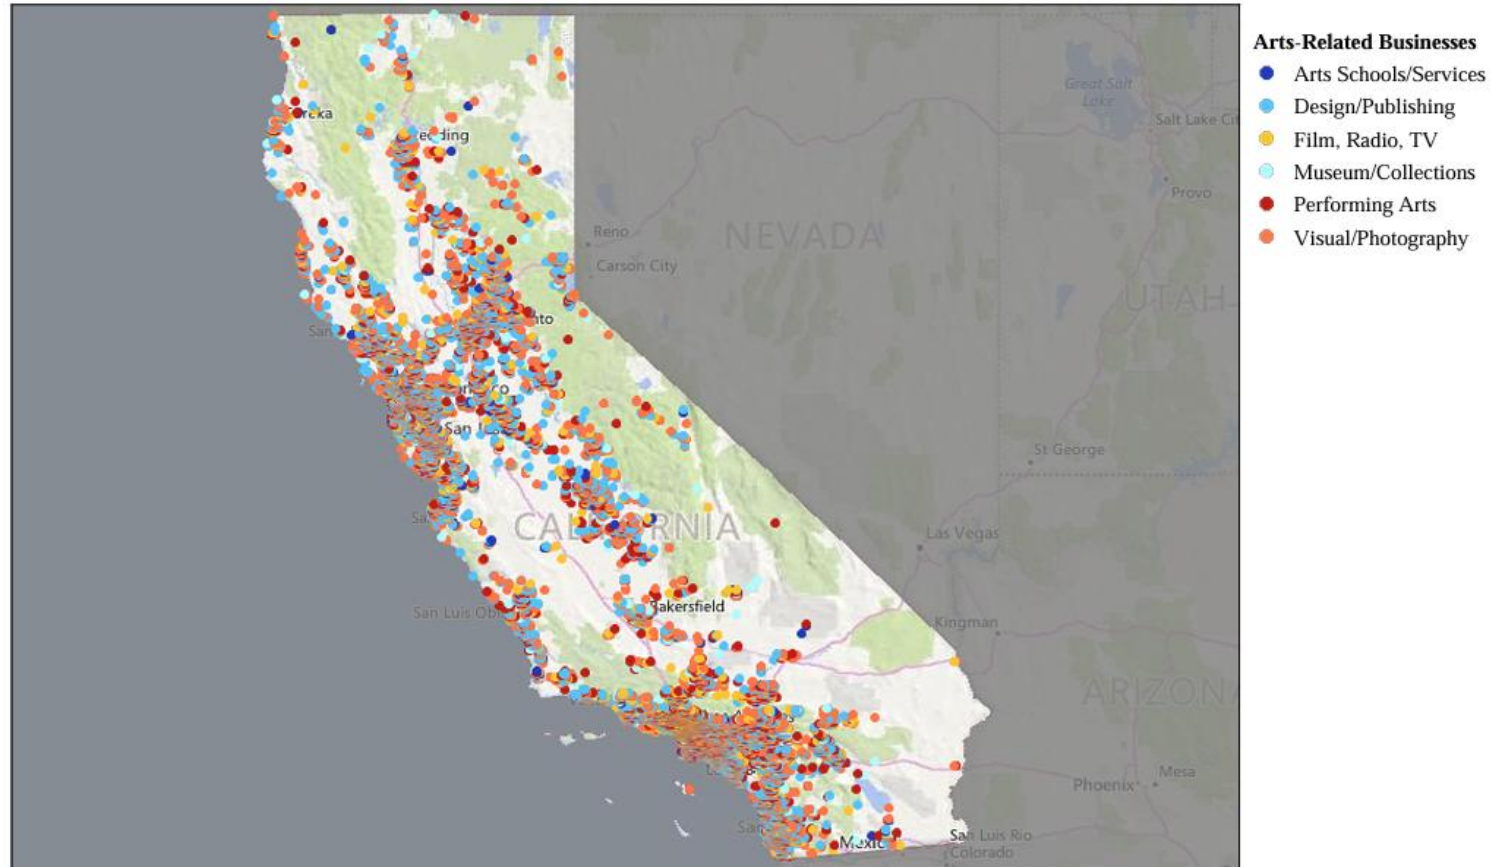 Arts-Related Businesses
Arts Schools/Services
Design/Publishing
Film, Radio, TV
Museum/Collections
Performing Arts
Visual/Photography
Great Salt
Lake
Salt Lake Cit
Provo
Reno
NEVADA
Carson City
UTAH
St George
CALIFORNIA
Las Vegas
San Luis Obi
Bakersfield
Kingman
ARIZONA
Phoenix
Mesa
San Luis Rio
Colorado